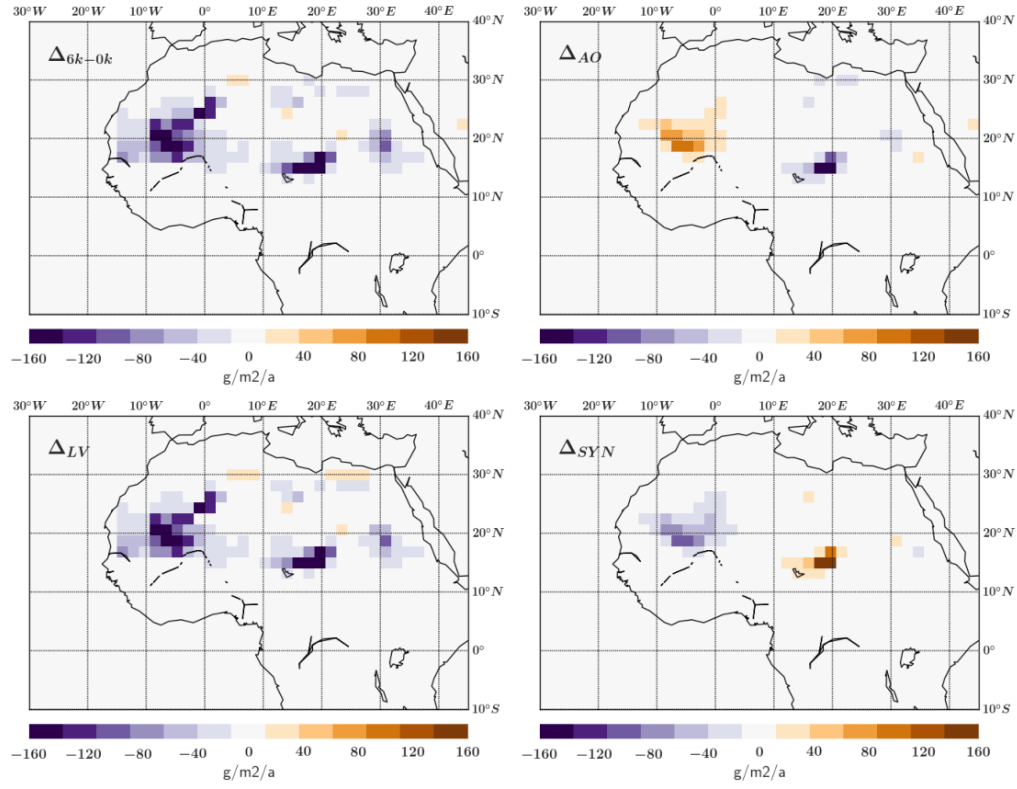 30°W 20°W 10°W 0° 10°E 20°E 30°E 40°E 40°N 30°W 10°W 0° 10°E 20°E 30°E 40°E 40°N
Δ6k−0k ΔAO
30°N 30°N
20°N 20°N
10°N 10°N
0° 0°
10°S 10°S
−160 −120 −80 −40 0 40 80 120 160 −160 −120 −80 −40 0 40 80 120 160
g/m2/a g/m2/a
30°W 20°W 10°W 0° 10°E 20°E 30°E 40°E 40°N 30°W 10°W 0° 10°E 20°E 30°E 40°E 40°N
ΔLV ΔSYN
30°N 30°N
20°N 20°N
10°N 10°N
0° 0°
10°S 10°S
−160 −120 −80 −40 0 40 80 120 160 −160 −120 −80 −40 0 40 80 120 160
g/m2/a g/m2/a